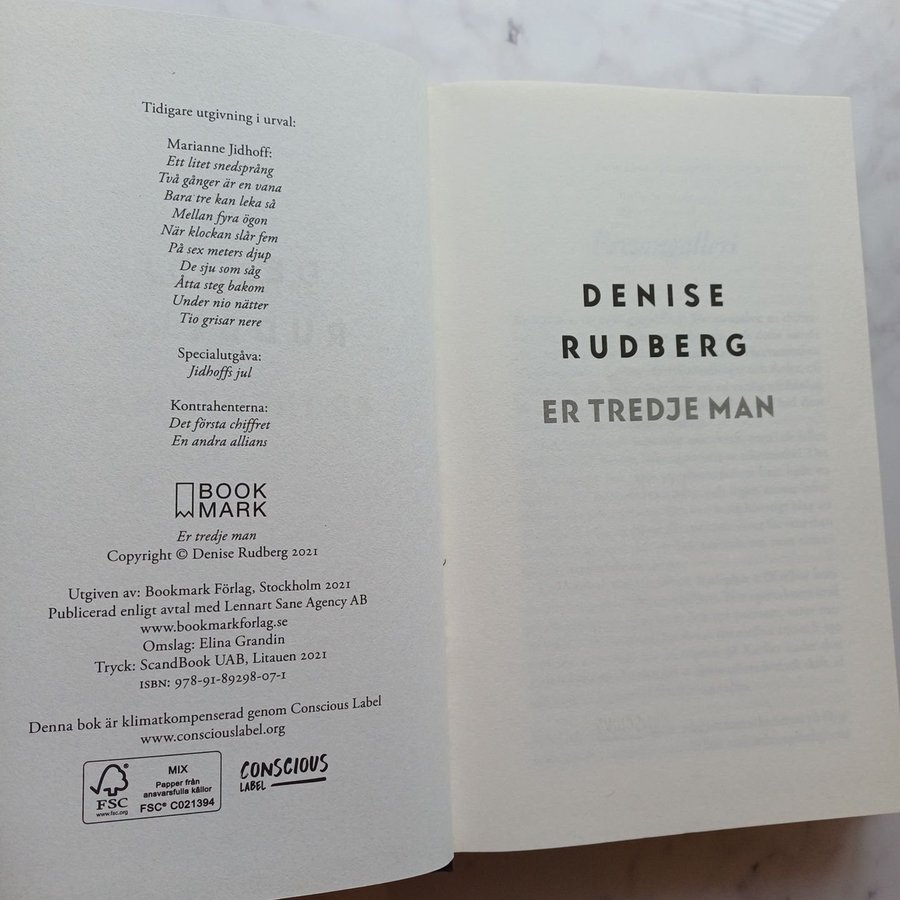 Tidigare utgivning i urval:
Marianne Jidhoff:
Ett litet snedsprång
Två gånger är en vana
Bara tre kan leka så
Mellan fyra ögon
När klockan slår fem
På sex meters djup
De sju som såg
Åtta steg bakom
Under nio nätter
Tio grisar nere
Specialutgåva:
Jidhoffs jul
Kontrahenterna:
Det första chiffret
En andra allians
BOOK
MARK
Er tredje man
Copyright © Denise Rudberg 2021
Utgiven av: Bookmark Förlag, Stockholm 2021
Publicerad enligt avtal med Lennart Sane Agency AB
www.bookmarkforlag.se
Omslag: Elina Grandin
Tryck: ScandBook UAB, Litauen 2021
ISBN: 978-91-89298-07-1
Denna bok är klimatkompenserad genom Conscious Label
www.consciouslabel.org
FSC
www.fsc.org
MIX
Papper från
ansvarsfulla källor
FSC® C021394
CONSCIOUS
LABEL
DENISE
RUDBERG
ER TREDJE MAN